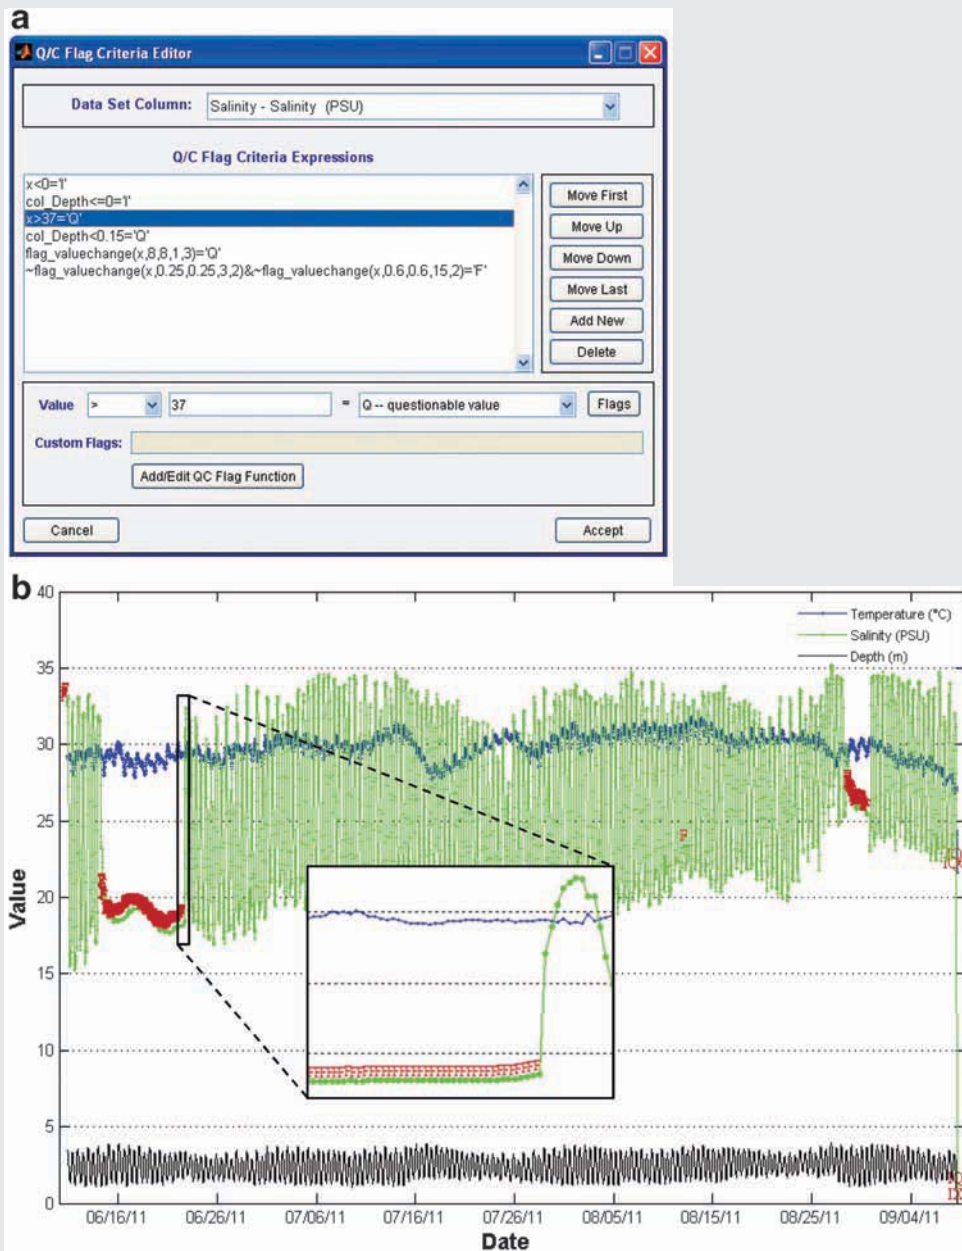 a
Q/C Flag Criteria Editor
Data Set Column: Salinity - Salinity (PSU)
Q/C Flag Criteria Expressions
x<0='I'
col_Depth<=0='I'
x>37='Q'
col_Depth<0.15='Q'
flag_valuechange(x,8,8,1,3)='Q'
~flag_valuechange(x,0.25,0.25,3,2)&~flag_valuechange(x,0.6,0.6,15,2)='F'
Move First
Move Up
Move Down
Move Last
Add New
Delete
Value > 37 = Q -- questionable value Flags
Custom Flags:
Add/Edit QC Flag Function
Cancel Accept
b
40
35
30
25
20
15
10
5
0
Value
Temperature (°C)
Salinity (PSU)
Depth (m)
F
06/16/11 06/26/11 07/06/11 07/16/11 07/26/11 08/05/11 08/15/11 08/25/11 09/04/11
Date